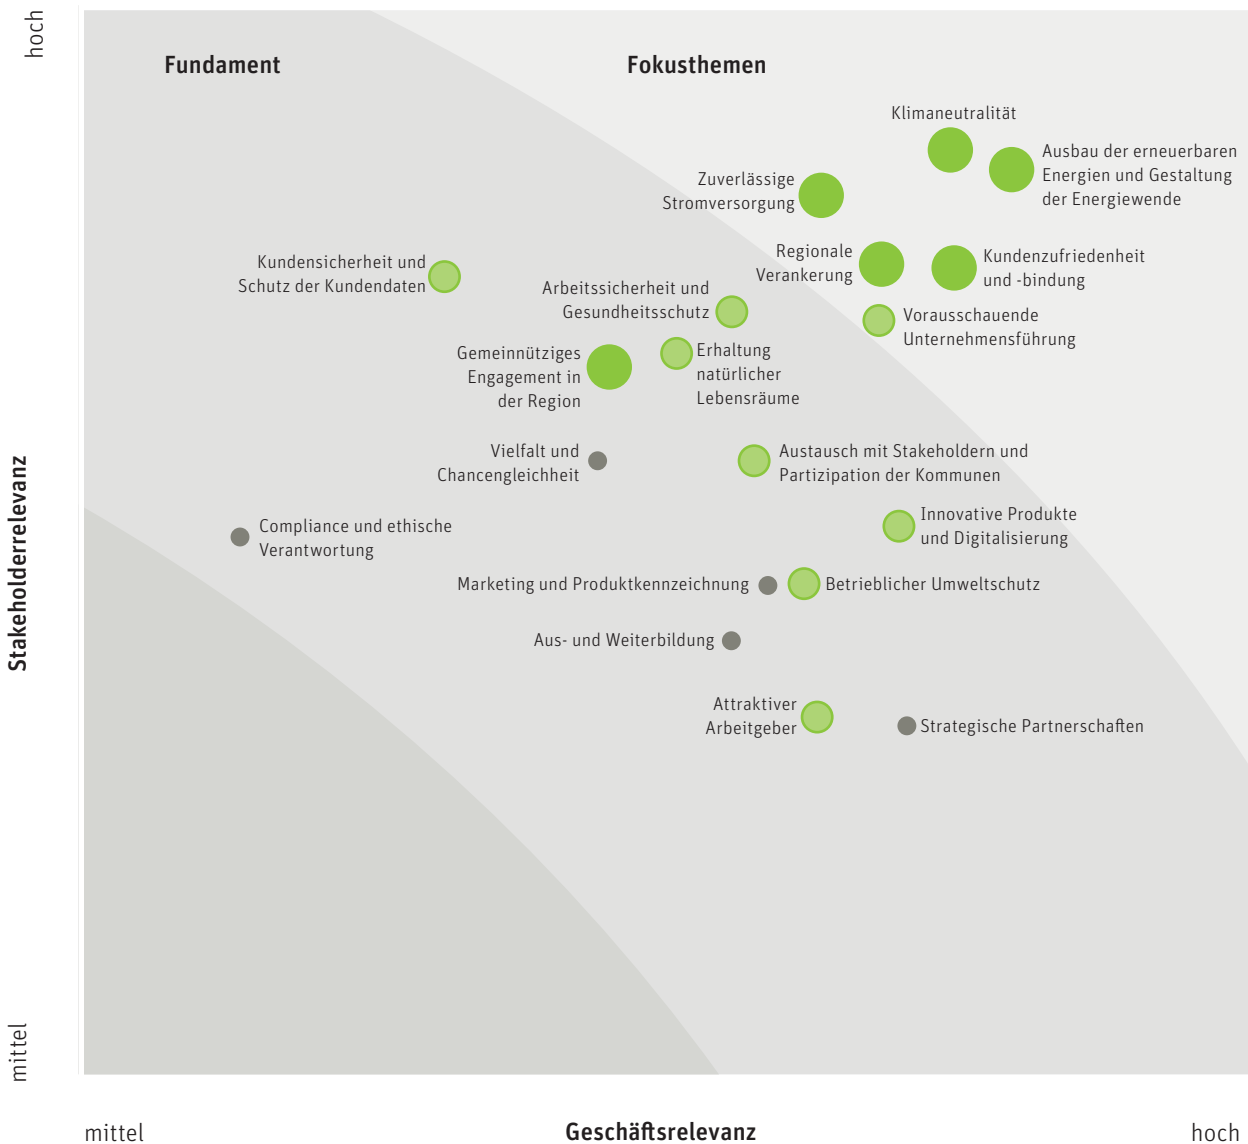 hoch
Fundament
Fokusthemen
Klimaneutralität
Ausbau der erneuerbaren
Energien und Gestaltung
der Energiewende
Zuverlässige
Stromversorgung
Regionale
Verankerung
Kundenzufriedenheit
und -bindung
Kundensicherheit und
Schutz der Kundendaten
Arbeitssicherheit und
Gesundheitsschutz
Vorausschauende
Unternehmensführung
Gemeinnütziges
Engagement in
der Region
Erhaltung
natürlicher
Lebensräume
Vielfalt und
Chancengleichheit
Austausch mit Stakeholdern und
Partizipation der Kommunen
Compliance und ethische
Verantwortung
Innovative Produkte
und Digitalisierung
Marketing und Produktkennzeichnung
Betrieblicher Umweltschutz
Aus- und Weiterbildung
Attraktiver
Arbeitgeber
Strategische Partnerschaften
Stakeholderrelevanz
mittel
mittel
Geschäftsrelevanz
hoch